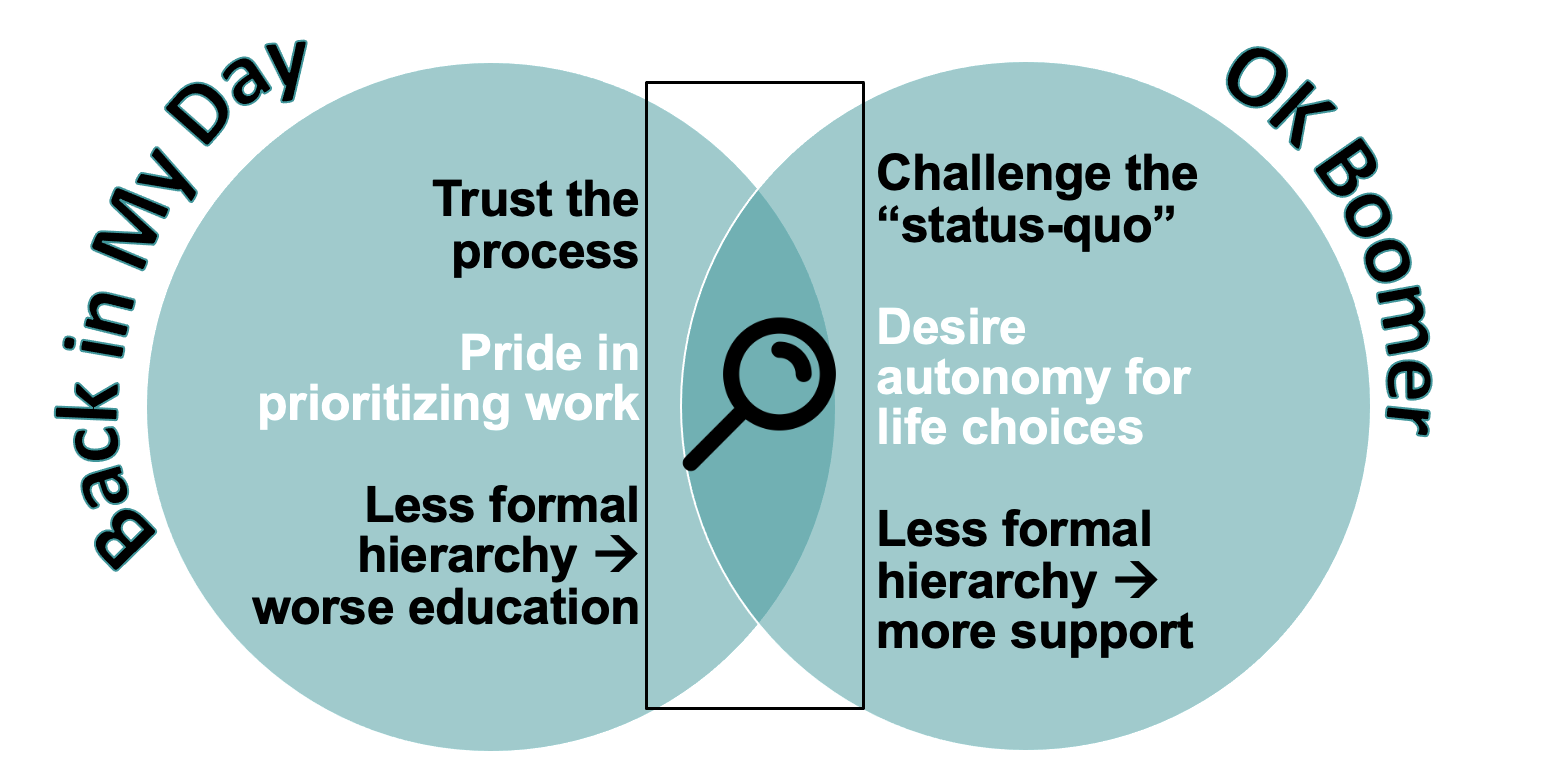 Back in My Day
Trust the
process
Pride in
prioritizing work
Less formal
hierarchy →
worse education
OK Boomer
Challenge the
“status-quo”
Desire
autonomy for
life choices
Less formal
hierarchy →
more support